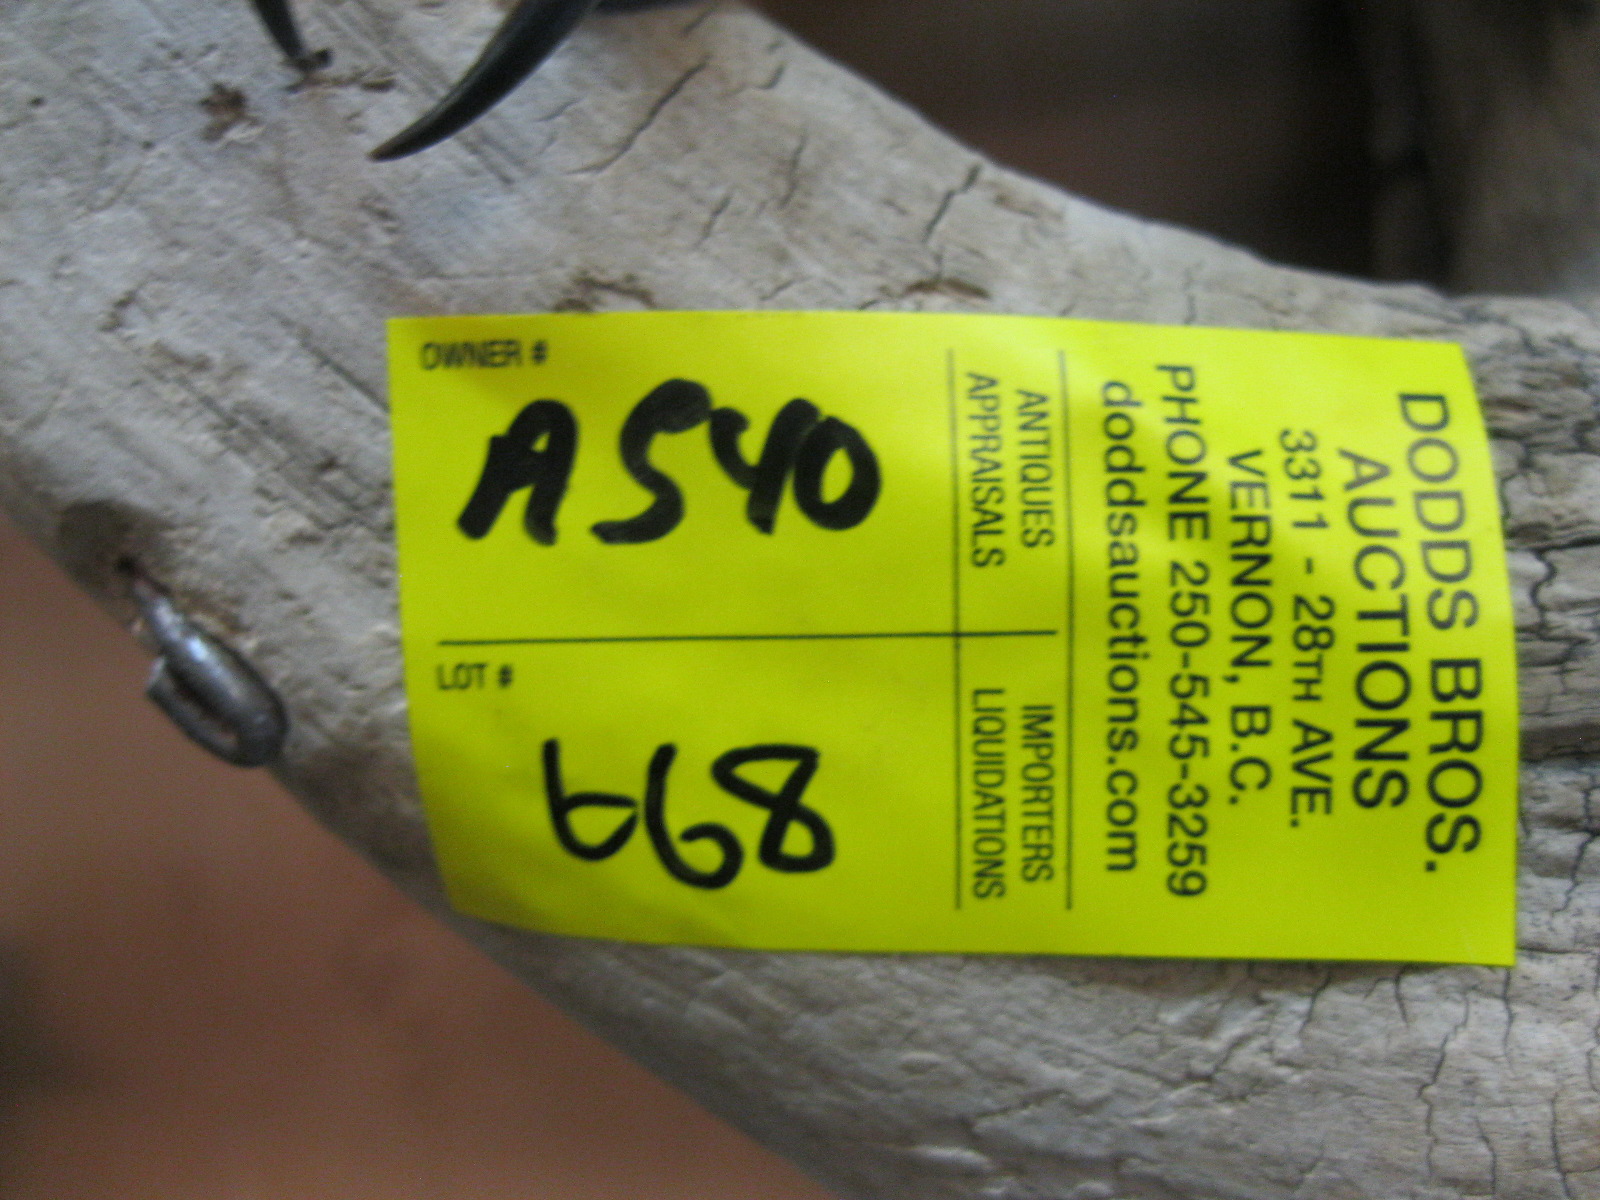 DODDS BROS.
AUCTIONS
3311 - 28TH AVE.
VERNON, B.C.
PHONE 250-545-3259
doddsauctions.com
ANTIQUES
APPRAISALS
IMPORTERS
LIQUIDATIONS
OWNER #
A540
LOT #
668